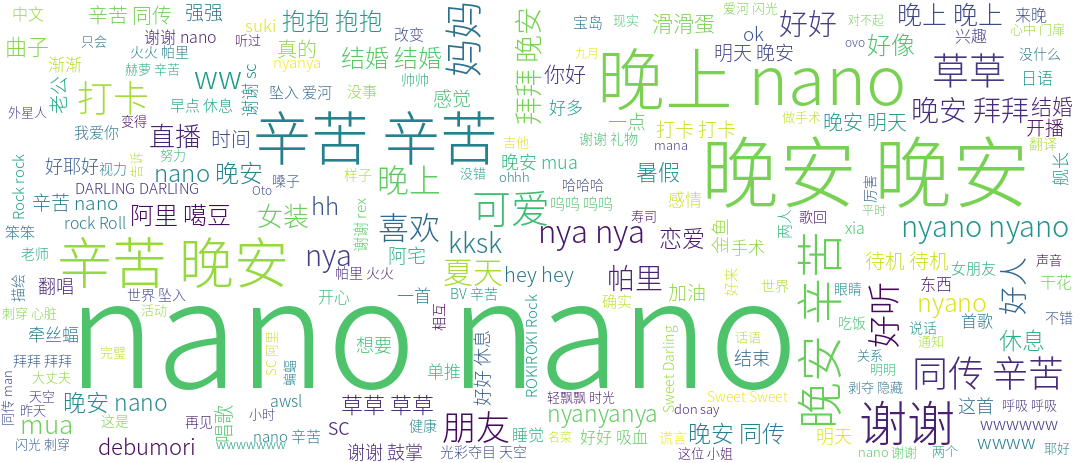 中文
辛苦 同传
强强
suki
抱抱 抱抱
妈妈
拜拜 晚安
宝岛
现实
爱河 闪光
对不起
晚上 晚上
来晚
心中 门扉
曲子
只会
谢谢 nano
听过
改变
滑滑蛋
好好
ok
ovo
好像
兴趣
没什么
渐渐
火火 帕里
真的
结婚 结婚
九月
明天 晚安
赫萝 辛苦
ww
nyanya
谢谢 sc
帅帅
你好
晚上 nano
草草
日语
老公
打卡
早点 休息
坠入 爱河
没事
感觉
好多
做手术
晚安 拜拜
结婚
外星人
变得
辛苦 辛苦
吉他
谢谢 礼物
一点
打卡 打卡
晚安 明天
开播
我爱你
直播
时间
mana
翻译
好耶好
视力
告诉
努力
nano 晚安
嗓子
样子
晚上
没错
晚安 mua
ohhh
哈哈哈
暑假
晚安 晚安
厉害
舰长
Rock rock
DARLING DARLING
Oto
可爱
呜呜 呜呜
感情
平时
辛苦 nano
rock Roll
阿里 噶豆
女装
hh
谢谢 rex
喜欢
寿司
恋爱
金曲
两人
歌回
nyano nyano
笨笨
nya
kksk
nya nya
手术
xia
老师
辛苦 晚安
阿宅
夏天
hey hey
帕里
好来
晚安 辛苦
待机 待机
女朋友
声音
描绘
翻唱
世界 坠入
帕里 火火
开心
一首
BV 辛苦
确实
加油
世界
眼睛
东西
好人
干花
刺穿 心脏
活动
nano nano
相互
ROKIROKI Rock
nyano
好听
首歌
不错
牵丝蝠
完璧
SC 阿里
蝙蝠
想要
好好 休息
Sweet Darling
话语
吃饭
说话
通知
休息
拜拜 拜拜
大丈夫
单推
结束
关系
明明
同传 辛苦
同传 man
天空
晚安 nano
awsl
草草 草草
轻飘飘 时光
Sweet Sweet
剥夺 隐藏
昨天
这是
再见
唱歌
小时
健康
朋友
nyanyanya
don say
谢谢
这首
呼吸 呼吸
mua
wwwwwww
nano 辛苦
sc
睡觉
名菜
好好 吸血
谎言
晚安 同传
明天
wwwwww
闪光 刺穿
debumori
谢谢 鼓掌
光彩夺目 天空
这位 小姐
nano 谢谢
两个
wwww
耶好